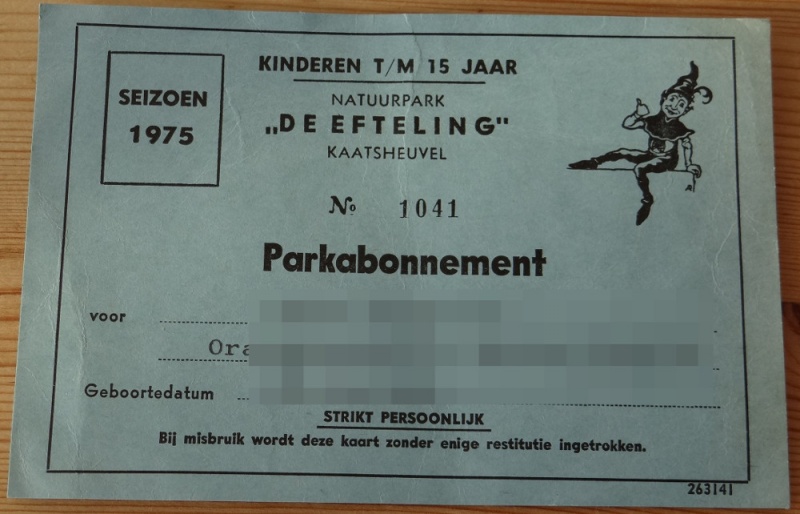 SEIZOEN
1975
KINDEREN T/M 15 JAAR
NATUURPARK
„DE EFTELING"
KAATSHEUVEL
No 1041
Parkabonnement
voor
Ora
Geboortedatum
STRIKT PERSOONLIJK
Bij misbruik wordt deze kaart zonder enige restitutie ingetrokken.
263141